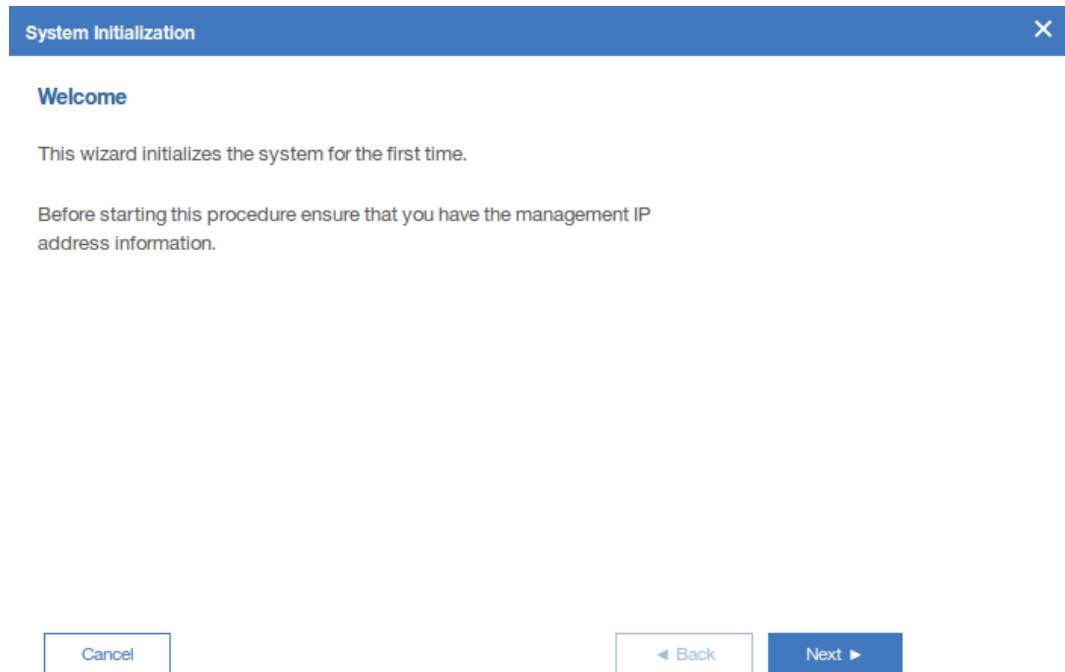 System Initialization
Welcome
This wizard initializes the system for the first time.
Before starting this procedure ensure that you have the management IP
address information.
Cancel
◄ Back
Next ►